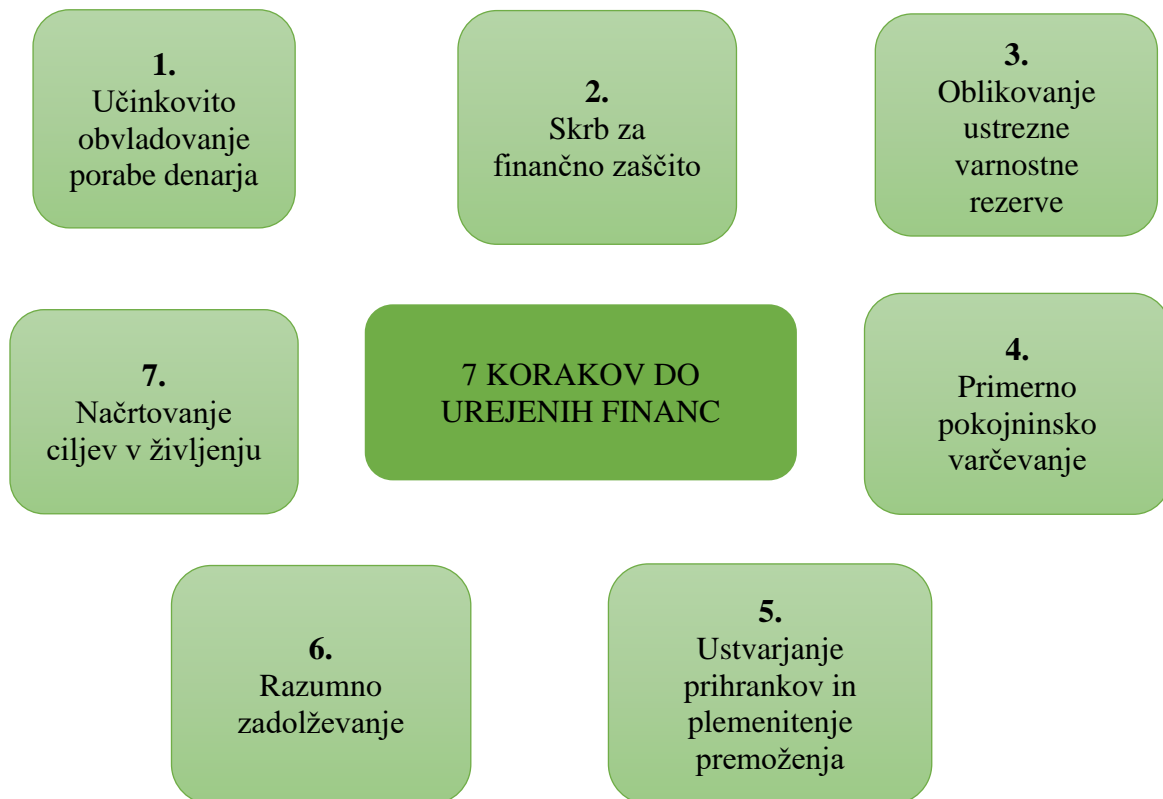 1.
Učinkovito
obvladovanje
porabe denarja
2.
Skrb za
finančno zaščito
3.
Oblikovanje
ustrezne
varnostne
rezerve
7 KORAKOV DO
UREJENIH FINANC
4.
Primerno
pokojninsko
varčevanje
7.
Načrtovanje
ciljev v življenju
6.
Razumno
zadolževanje
5.
Ustvarjanje
prihrankov in
plemenitenje
premoženja